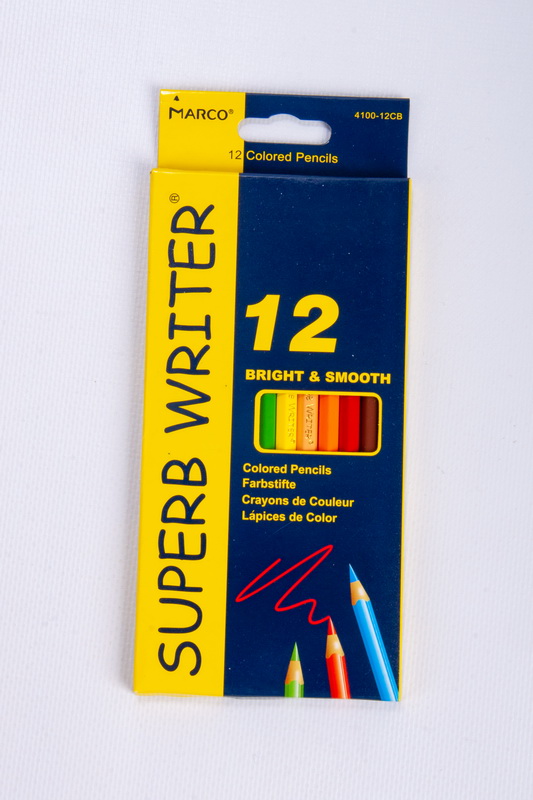 MARCO®
4100-12CB
12 Colored Pencils
SUPERB WRITER®
12
BRIGHT & SMOOTH
Colored Pencils
Farbstifte
Crayons de Couleur
Lápices de Color